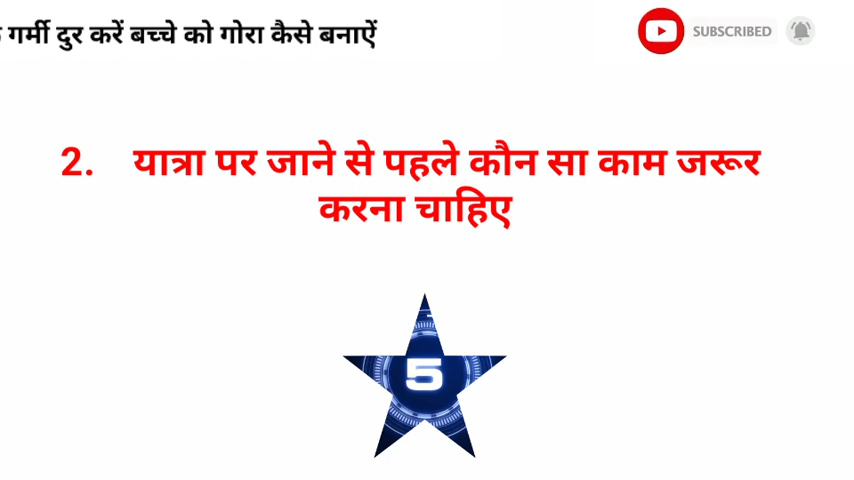 गर्मी दुर करें बच्चे को गोरा कैसे बनाऐं
SUBSCRIBED
2. यात्रा पर जाने से पहले कौन सा काम जरूर
करना चाहिए
5